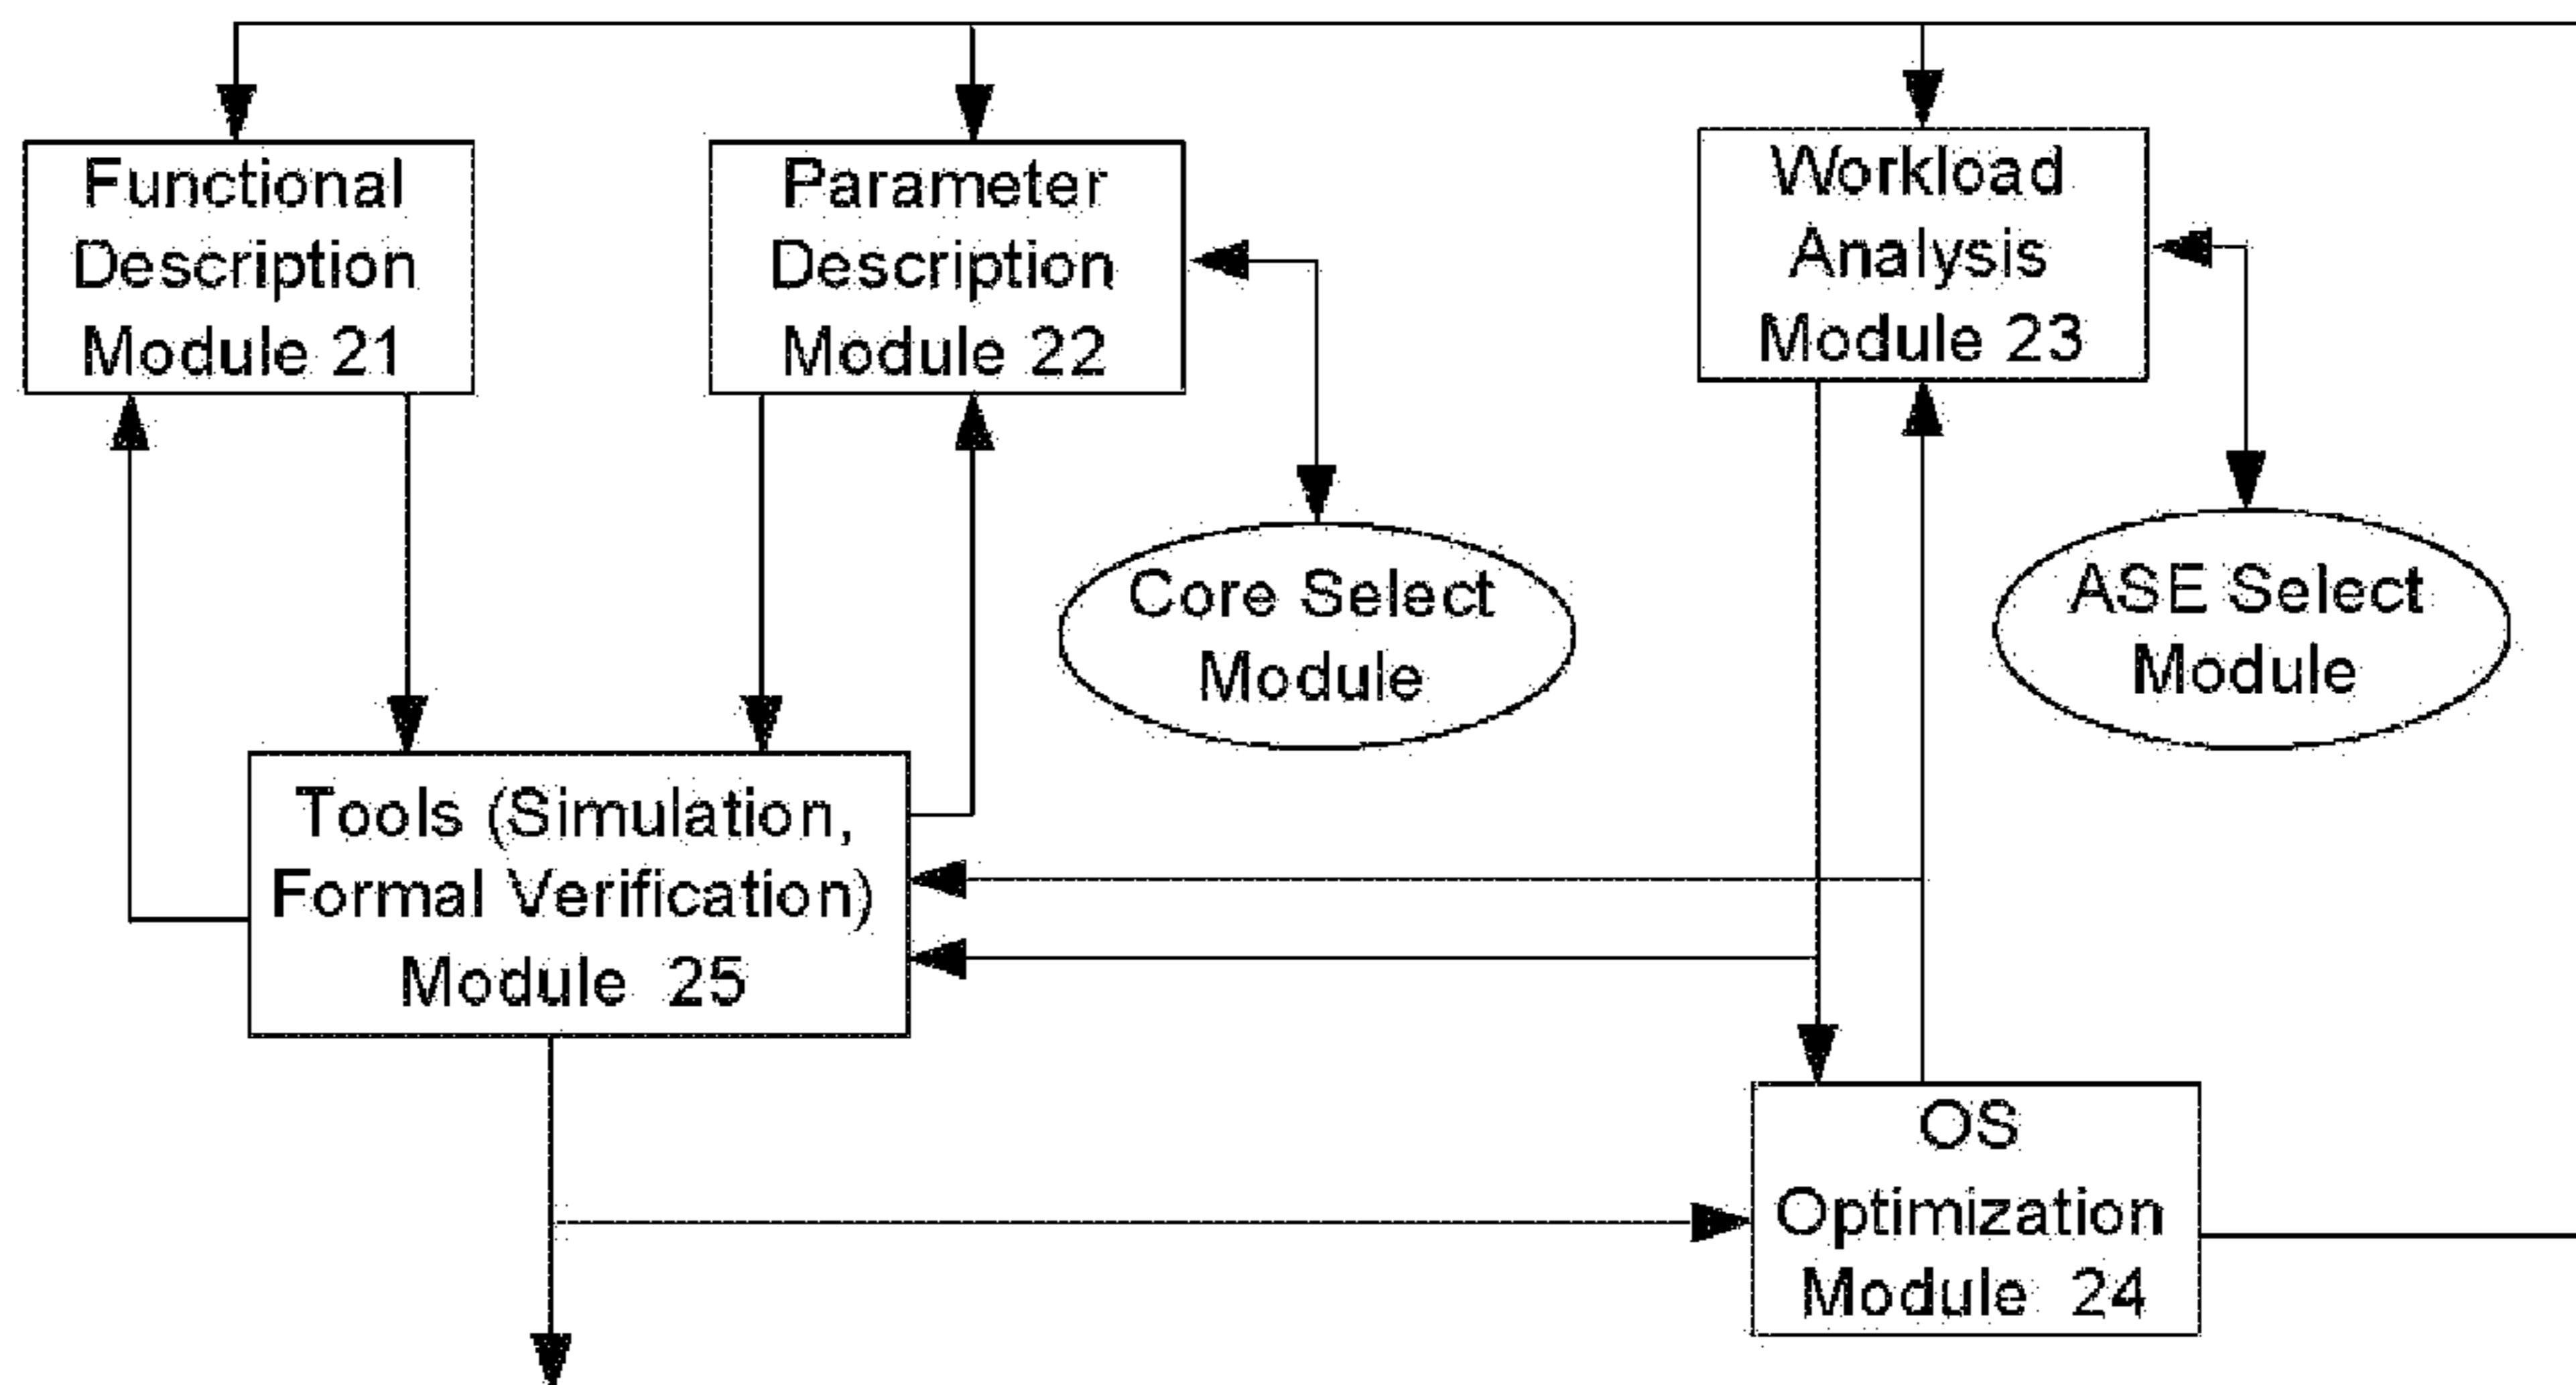 Functional
Description
Module 21
Parameter
Description
Module 22
Workload
Analysis
Module 23
Core Select
Module
ASE Select
Module
Tools (Simulation,
Formal Verification)
Module 25
OS
Optimization
Module 24